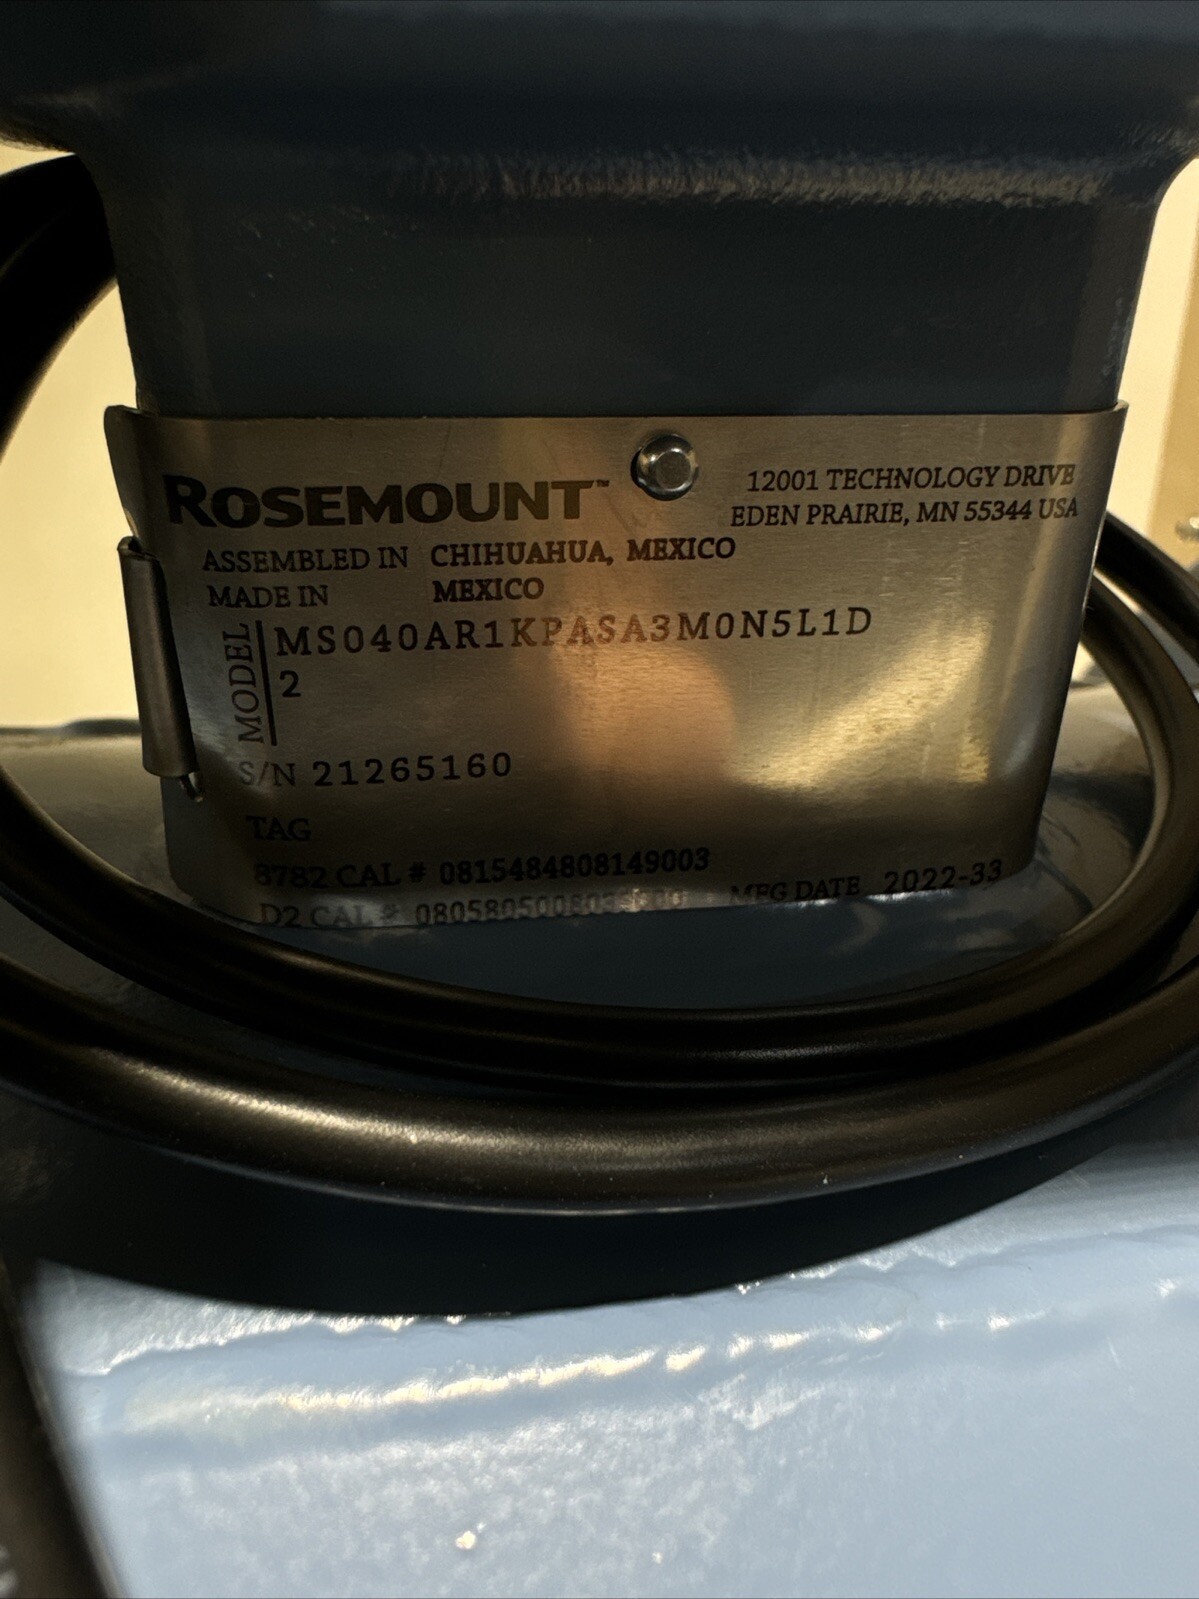 ROSEMOUNT™
12001 TECHNOLOGY DRIVE
EDEN PRAIRIE, MN 55344 USA
ASSEMBLED IN CHIHUAHUA, MEXICO
MADE IN MEXICO
MODEL
MS040AR1KPASA3M0N5L1D
2
S/N 21265160
TAG
8782 CAL # 0815484808149003
D2 CAL #
MFG DATE 2022-33